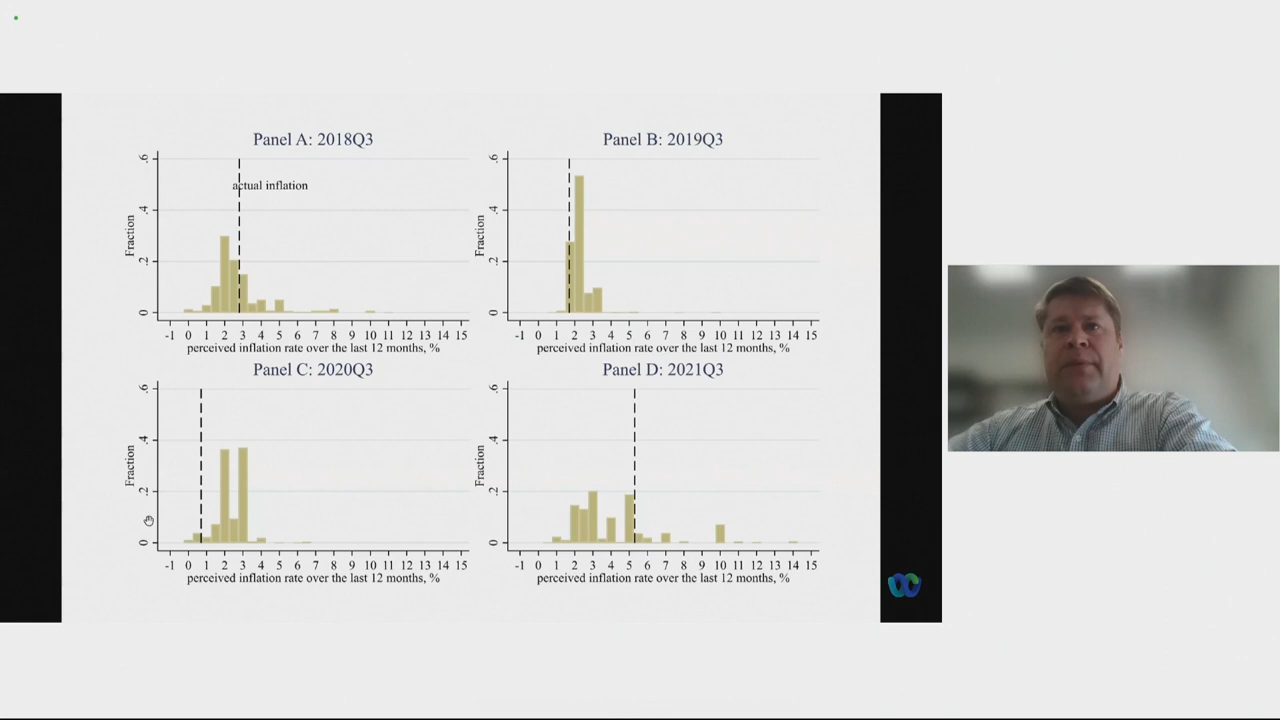 Panel A: 2018Q3
.6
actual inflation
.4
Fraction
.2
0
-1 0 1 2 3 4 5 6 7 8 9 10 11 12 13 14 15
perceived inflation rate over the last 12 months, %
Panel B: 2019Q3
.6
.4
Fraction
.2
0
-1 0 1 2 3 4 5 6 7 8 9 10 11 12 13 14 15
perceived inflation rate over the last 12 months, %
Panel C: 2020Q3
.6
.4
Fraction
.2
0
-1 0 1 2 3 4 5 6 7 8 9 10 11 12 13 14 15
perceived inflation rate over the last 12 months, %
Panel D: 2021Q3
.6
.4
Fraction
.2
0
-1 0 1 2 3 4 5 6 7 8 9 10 11 12 13 14 15
perceived inflation rate over the last 12 months, %